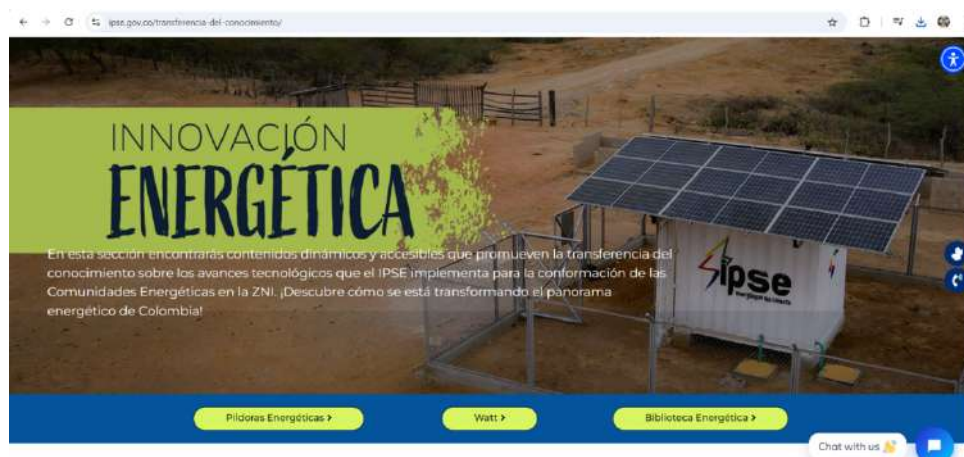 ipse.gov.co/transferencia-del-conocimiento/
INNOVACIÓN
ENERGÉTICA
En esta sección encontrarás contenidos dinámicos y accesibles que promueven la transferencia del
conocimiento sobre los avances tecnológicos que el IPSE implementa para la conformación de las
Comunidades Energéticas en la ZNI. ¡Descubre cómo se está transformando el panorama
energético de Colombia!
ipse
Píldoras Energéticas >
Watt >
Biblioteca Energética >
Chat with us 👋